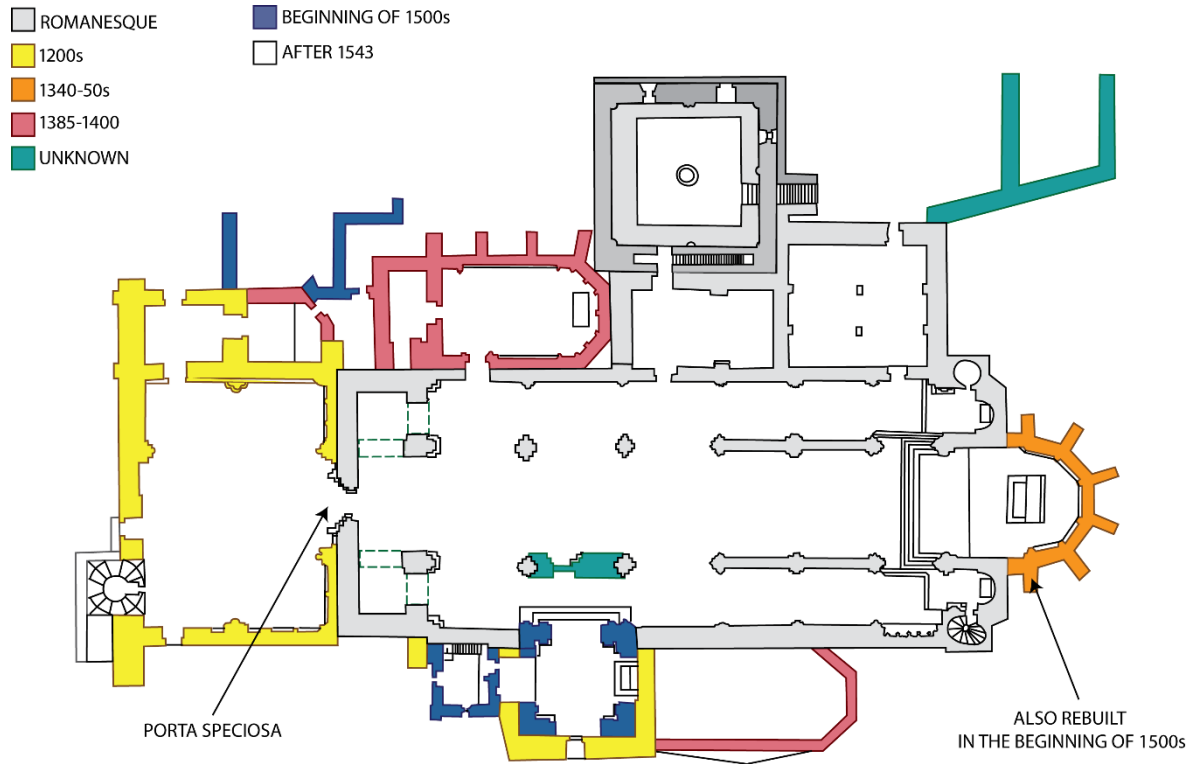 ROMANESQUE
1200s
1340-50s
1385-1400
UNKNOWN
BEGINNING OF 1500s
AFTER 1543
PORTA SPECIOSA
ALSO REBUILT
IN THE BEGINNING OF 1500s